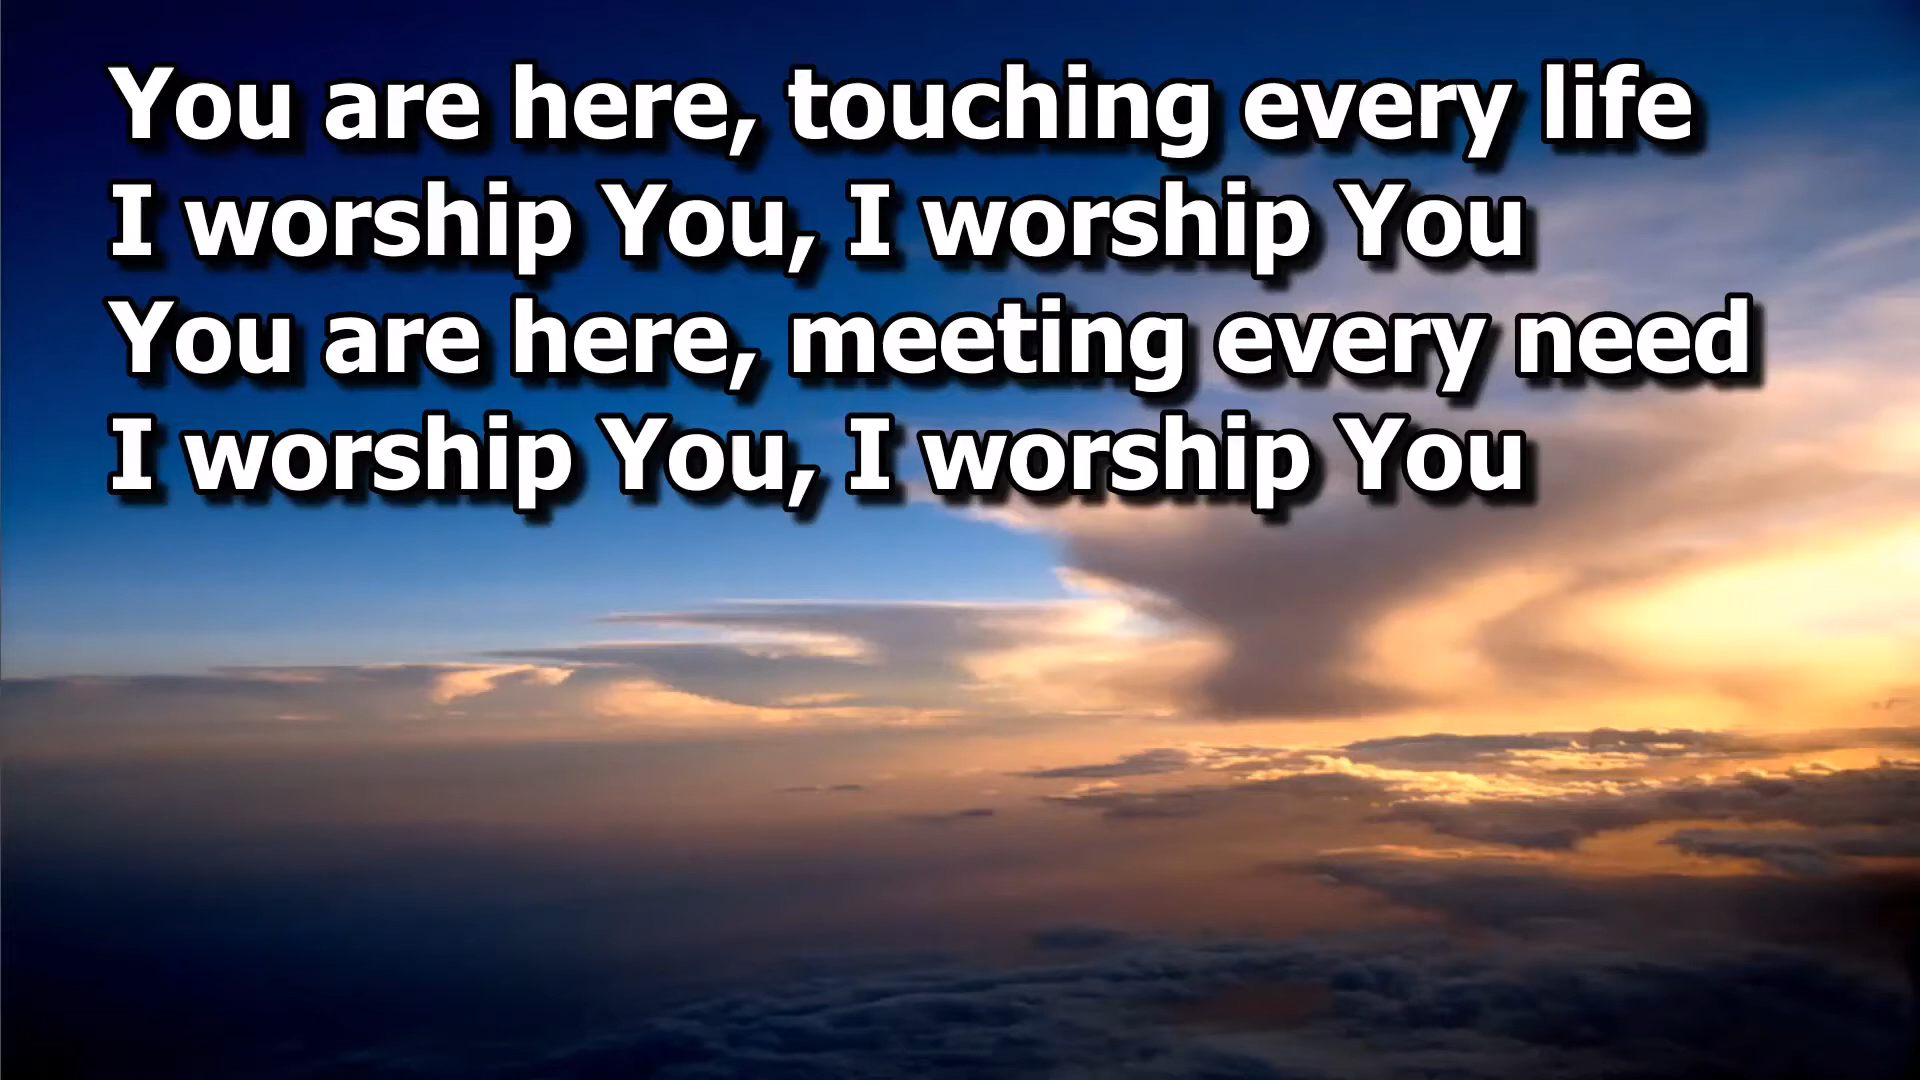 You are here, touching every life
I worship You, I worship You
You are here, meeting every need
I worship You, I worship You